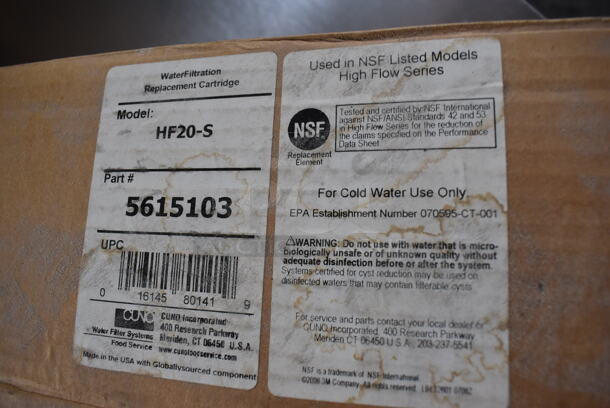 WaterFiltration
Replacement Cartridge
Model:
HF20-S
Part #
5615103
UPC
0 16145 80141 9
CUNO
Water Filter Systems
Food Service
CUNO Incorporated
400 Research Parkway
Meriden, CT 06450 U.S.A.
www.cunofoodservice.com
Made in the USA with Globallysourced component
Used in NSF Listed Models
High Flow Series
NSF
Replacement
Element
Tested and certified by NSF International
against NSF/ANSI Standards 42 and 53
in High Flow Series for the reduction of
the claims specified on the Performance
Data Sheet
For Cold Water Use Only
EPA Establishment Number 070595-CT-001
⚠WARNING: Do not use with water that is micro-
biologically unsafe or of unknown quality without
adequate disinfection before or after the system.
Systems certified for cyst reduction may be used on
disinfected waters that may contain filterable cysts
For service and parts contact your local dealer or
CUNO Incorporated, 400 Research Parkway
Meriden CT 06450 U.S.A. 203-237-5541
NSF is a trademark of NSF International
©2006 3M Company. All rights reserved.